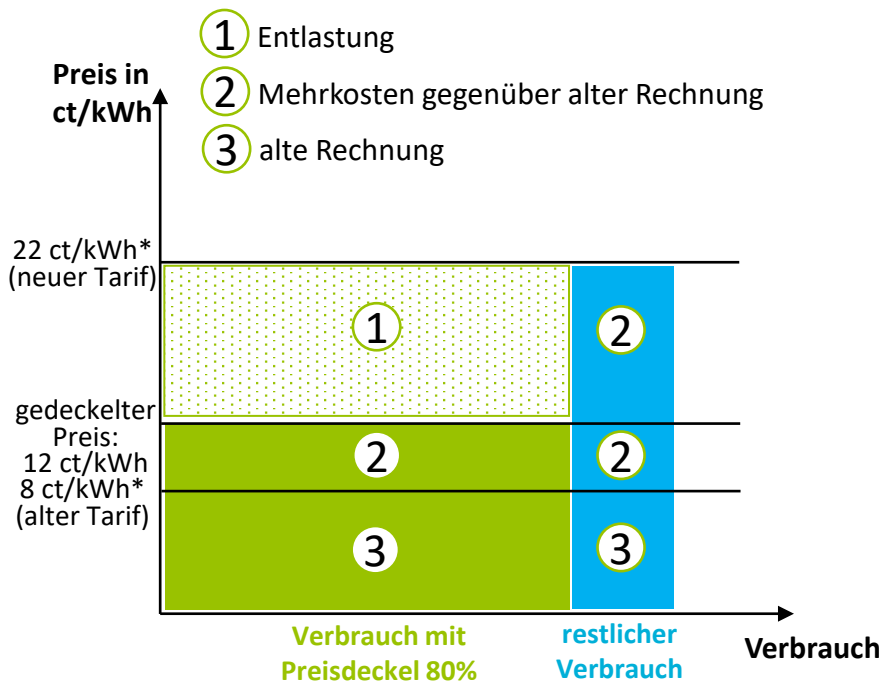 1 Entlastung
2 Mehrkosten gegenüber alter Rechnung
3 alte Rechnung
Preis in
ct/kWh
22 ct/kWh*
(neuer Tarif)
1
2
gedeckelter
Preis:
12 ct/kWh
2
2
8 ct/kWh*
(alter Tarif)
3
3
Verbrauch mit
Preisdeckel 80%
restlicher
Verbrauch
Verbrauch